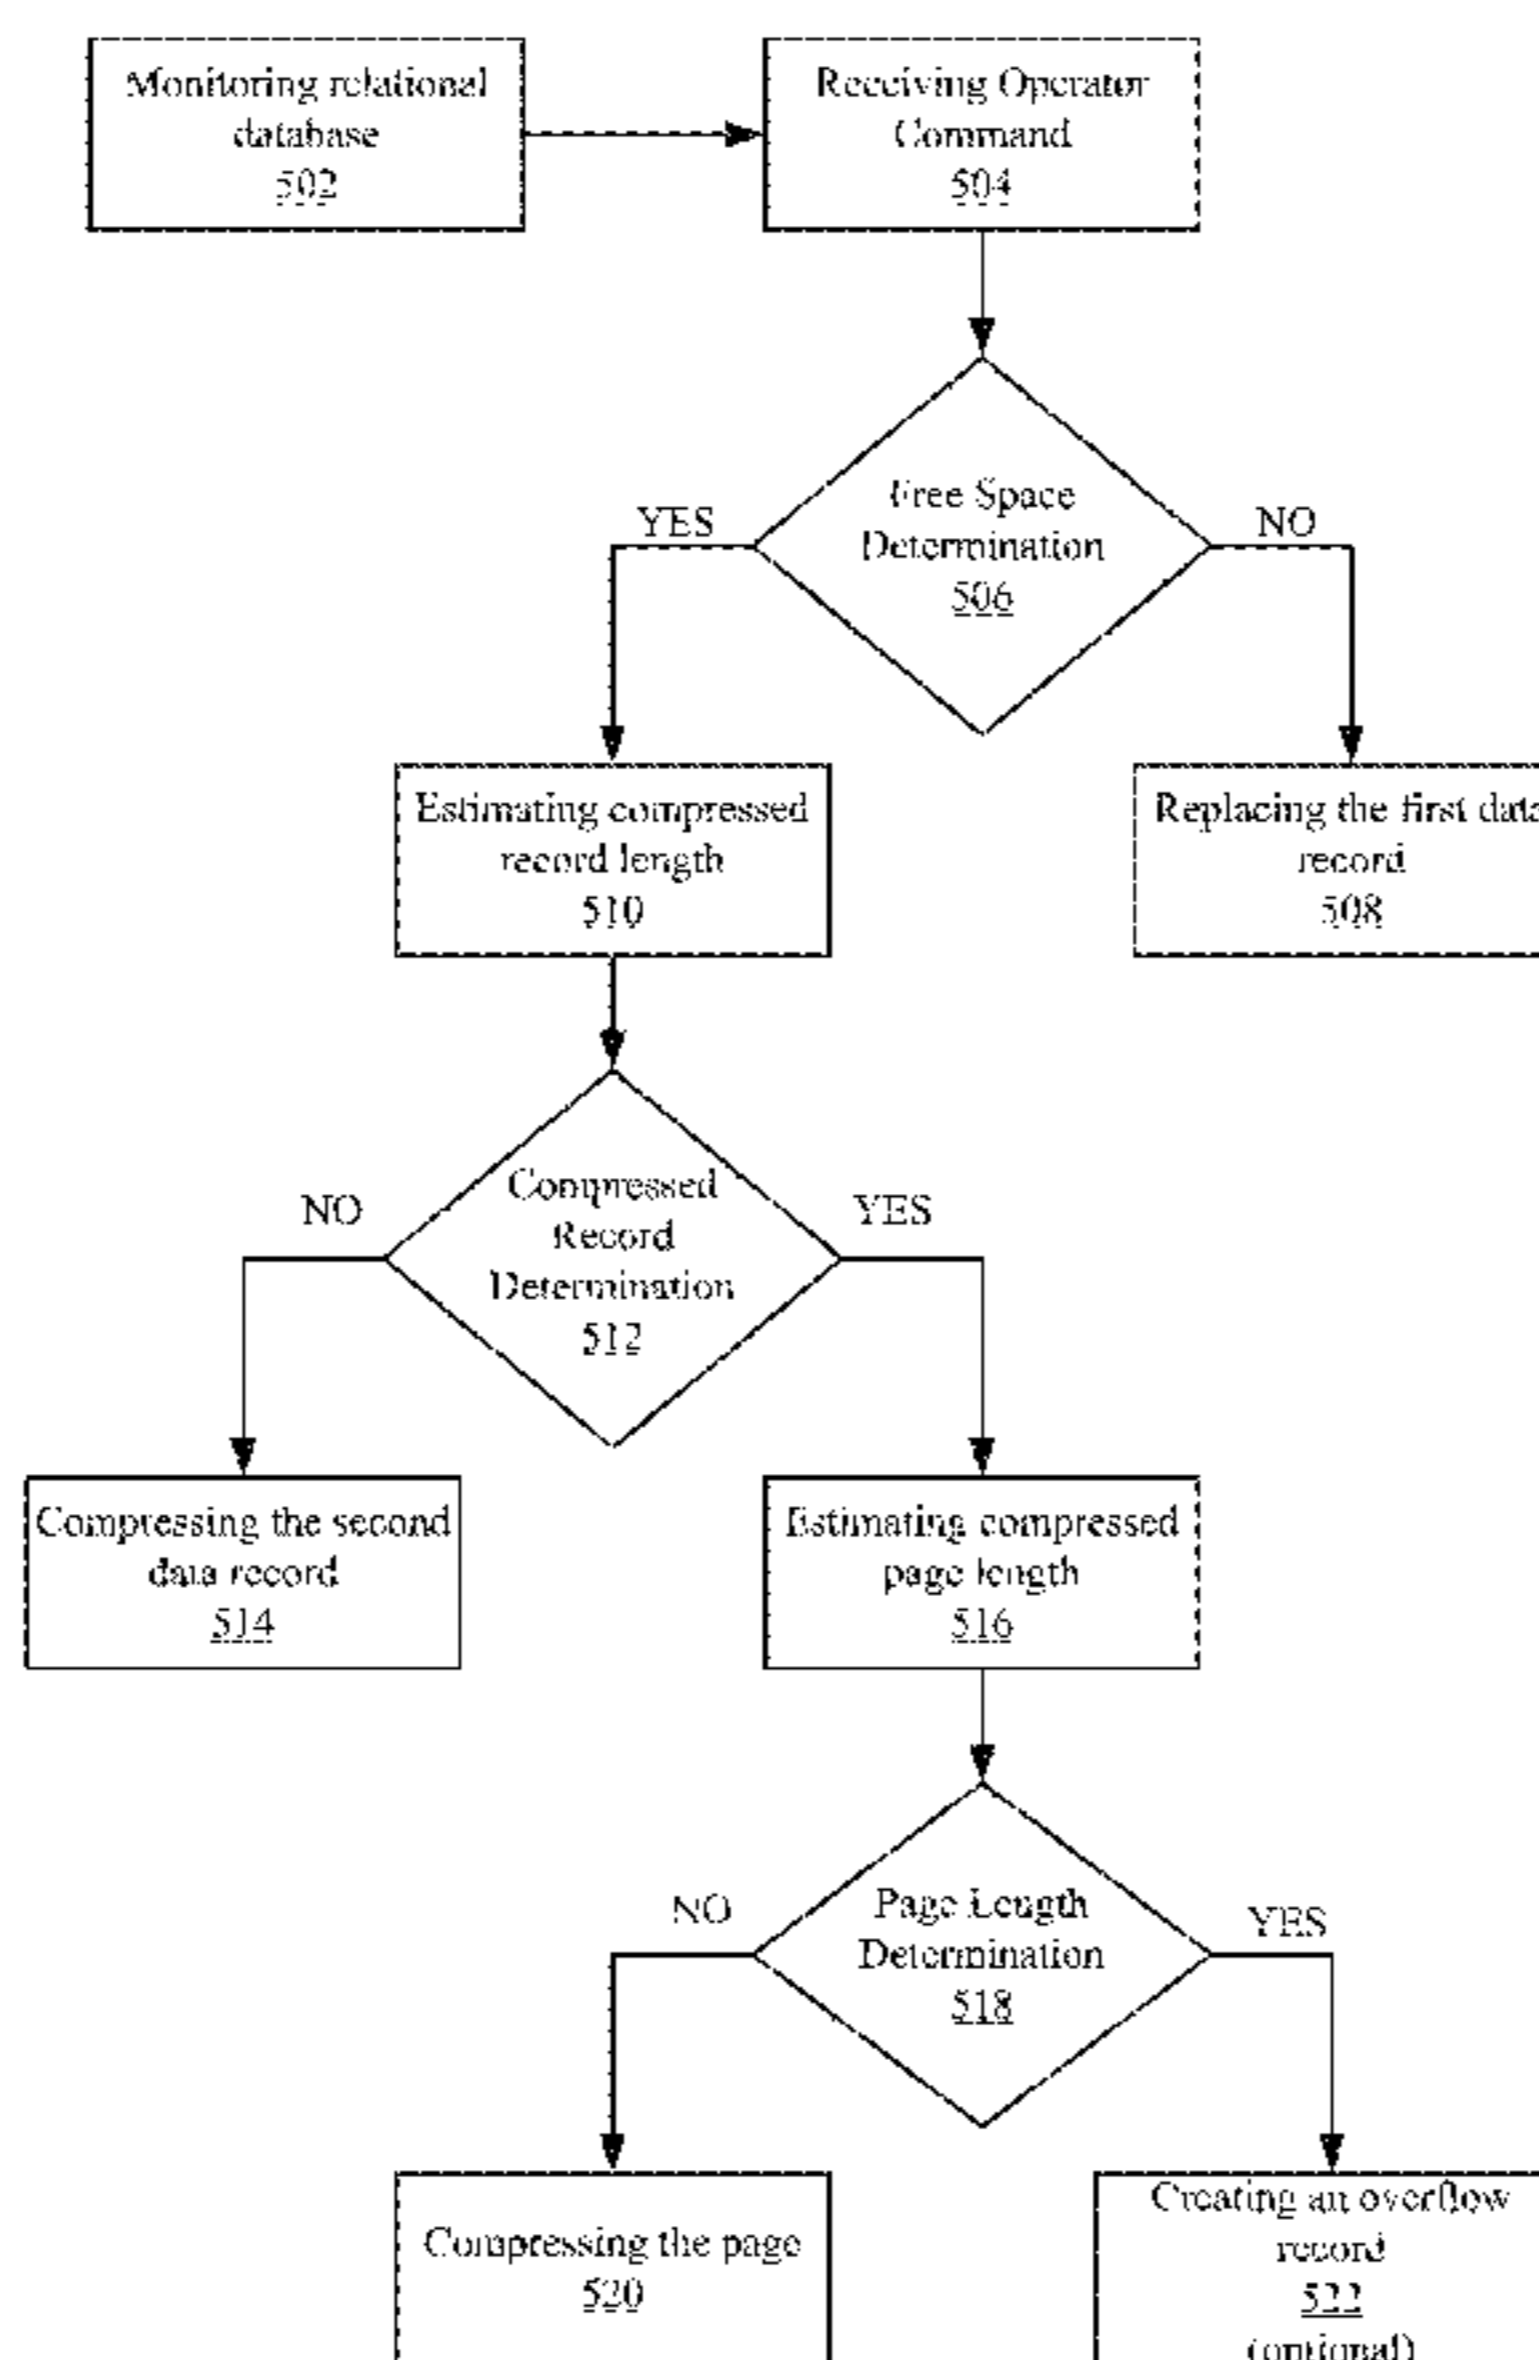 Monitoring relational
database
502
Receiving Operator
Command
504
Free Space
Determination
506
YES
NO
Estimating compressed
record length
510
Replacing the first data
record
508
Compressed
Record
Determination
512
NO
YES
Compressing the second
data record
514
Estimating compressed
page length
516
Page Length
Determination
518
NO
YES
Compressing the page
520
Creating an overflow
record
522
(optional)